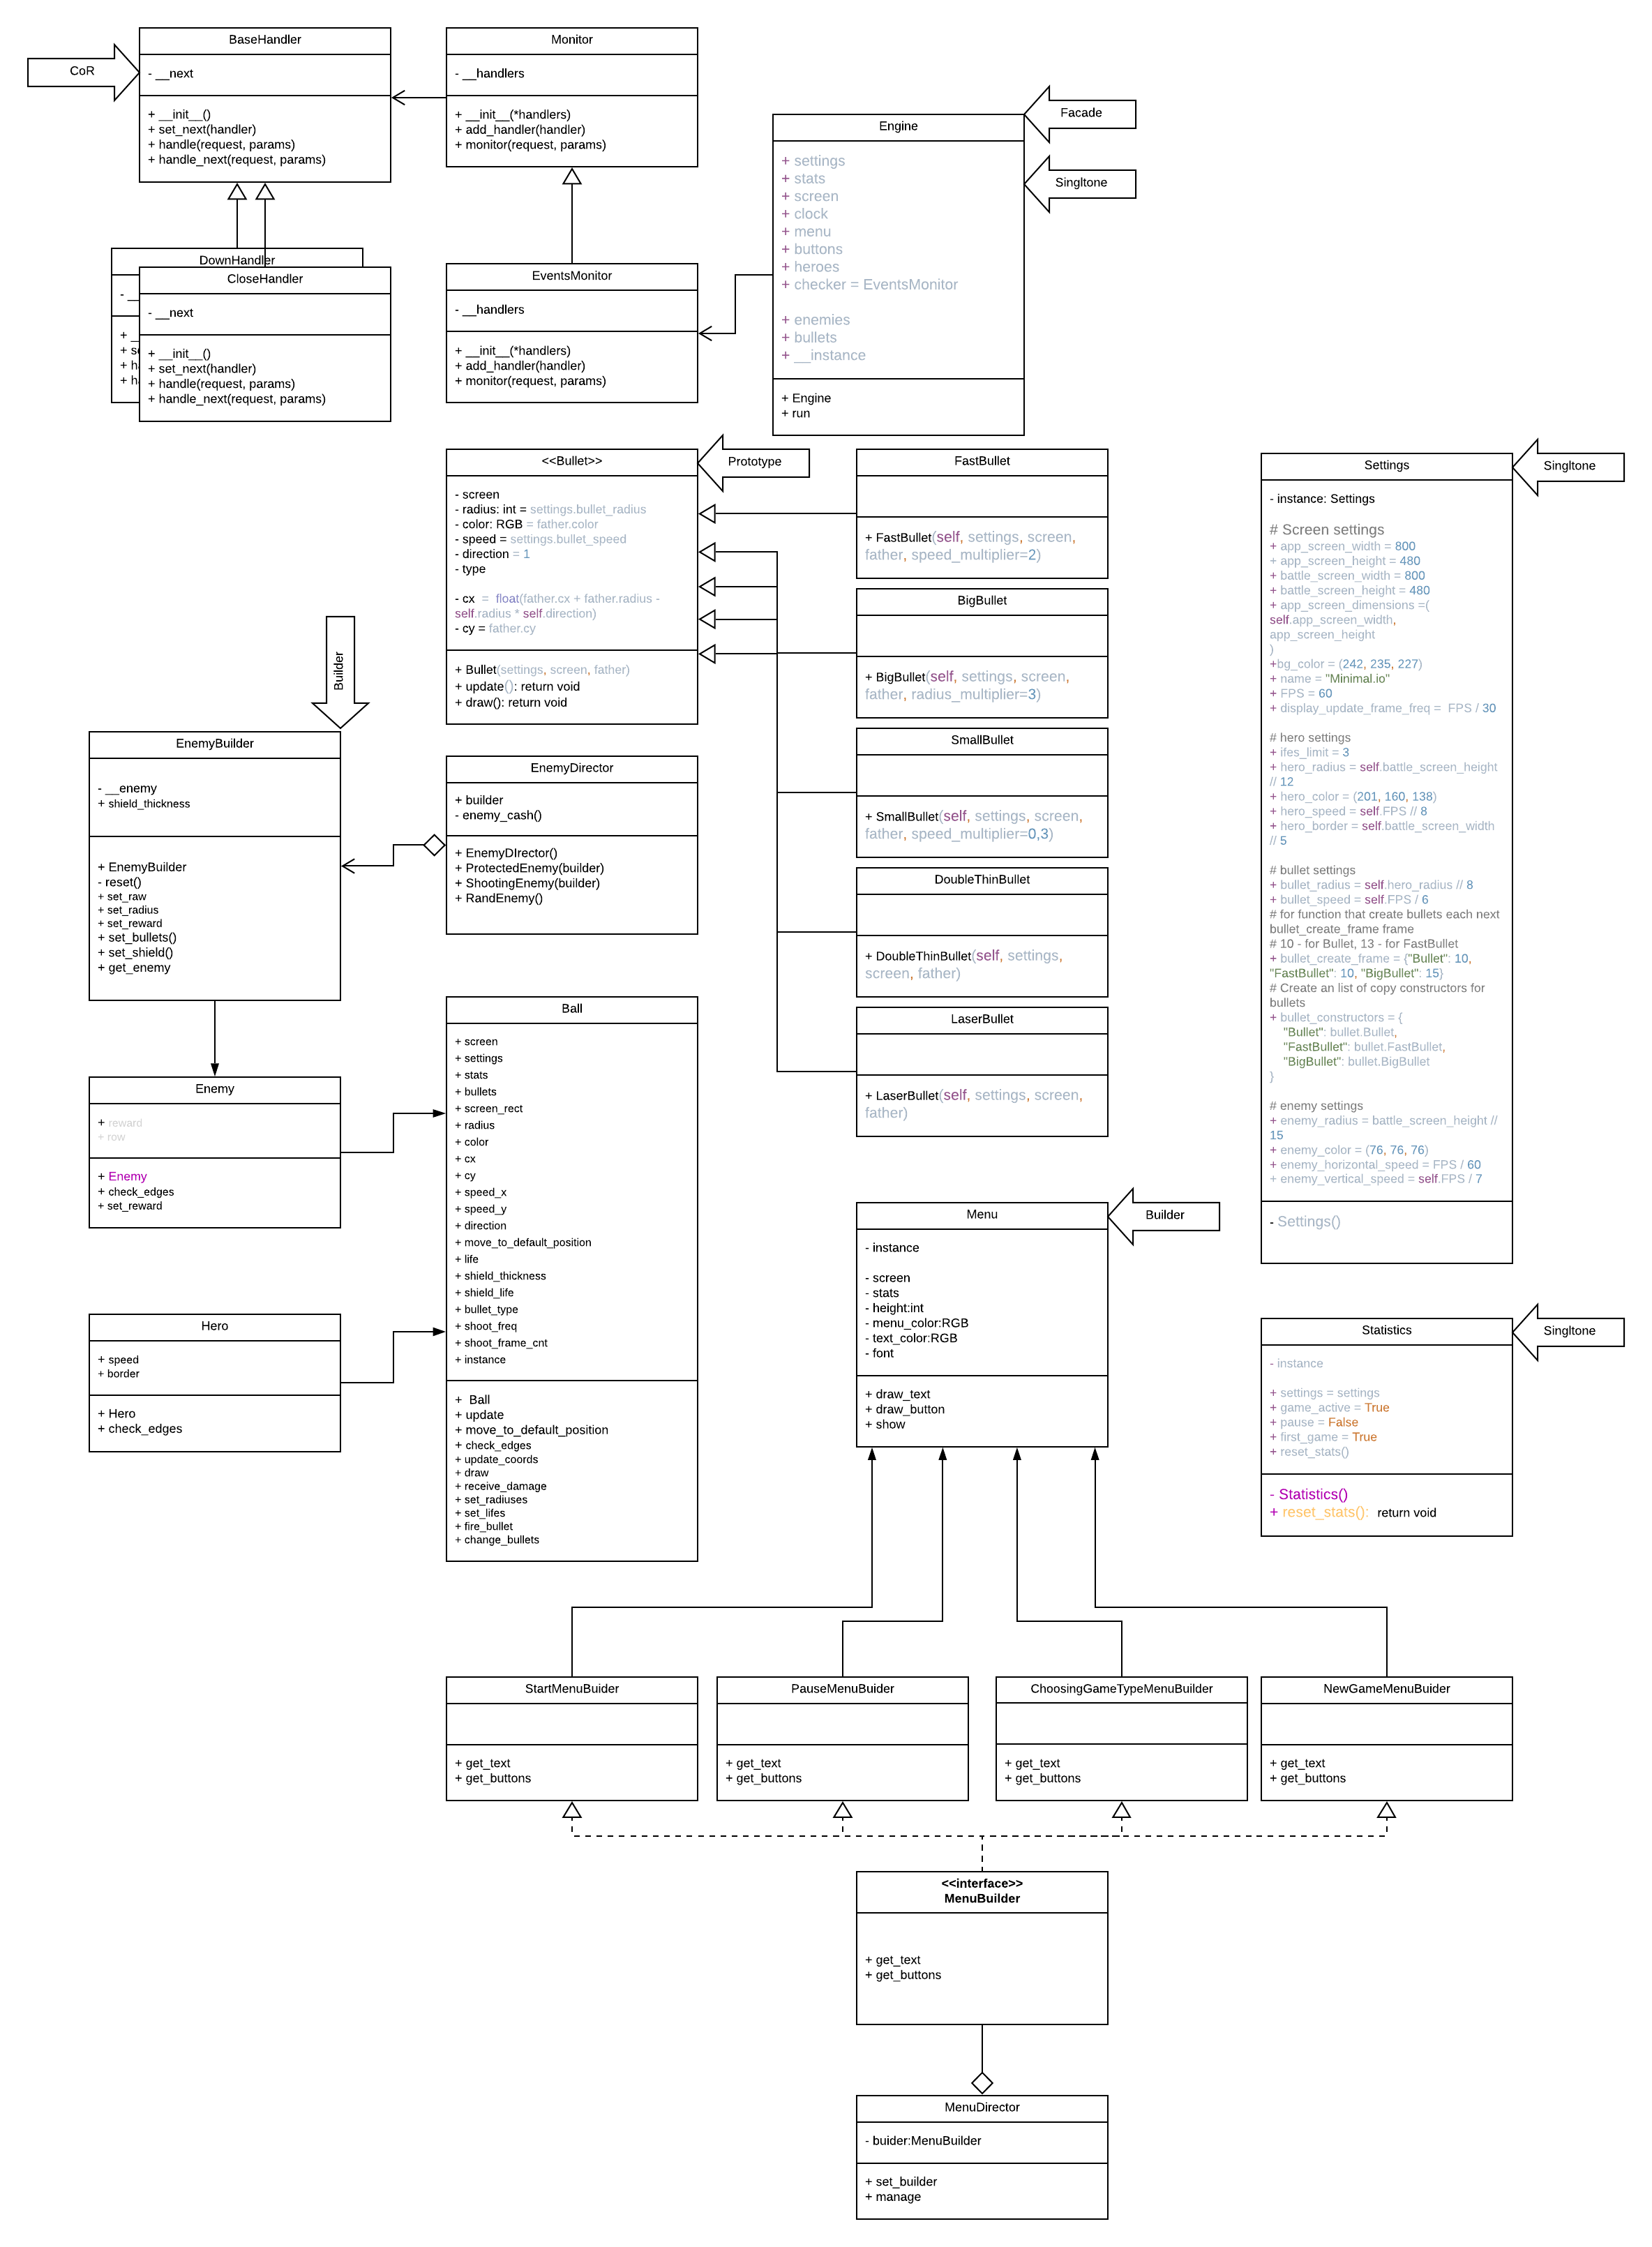 CoR
BaseHandler
- __next
+ __init__()
+ set_next(handler)
+ handle(request, params)
+ handle_next(request, params)
Monitor
- __handlers
+ __init__(*handlers)
+ add_handler(handler)
+ monitor(request, params)
Engine
+ settings
+ stats
+ screen
+ clock
+ menu
+ buttons
+ heroes
+ checker = EventsMonitor
+ enemies
+ bullets
+ __instance
+ Engine
+ run
Facade
Singltone
DownHandler
- __
+ __
+ s
+ h
+ h
CloseHandler
- __next
+ __init__()
+ set_next(handler)
+ handle(request, params)
+ handle_next(request, params)
EventsMonitor
- __handlers
+ __init__(*handlers)
+ add_handler(handler)
+ monitor(request, params)
<<Bullet>>
- screen
- radius: int = settings.bullet_radius
- color: RGB = father.color
- speed = settings.bullet_speed
- direction = 1
- type
- cx  =  float(father.cx + father.radius -
self.radius * self.direction)
- cy = father.cy
+ Bullet(settings, screen, father)
+ update(): return void
+ draw(): return void
Prototype
FastBullet
+ FastBullet(self, settings, screen,
father, speed_multiplier=2)
BigBullet
+ BigBullet(self, settings, screen,
father, radius_multiplier=3)
SmallBullet
+ SmallBullet(self, settings, screen,
father, speed_multiplier=0,3)
DoubleThinBullet
+ DoubleThinBullet(self, settings,
screen, father)
LaserBullet
+ LaserBullet(self, settings, screen,
father)
Settings
- instance: Settings
# Screen settings
+ app_screen_width = 800
+ app_screen_height = 480
+ battle_screen_width = 800
+ battle_screen_height = 480
+ app_screen_dimensions =(
self.app_screen_width,
app_screen_height
)
+bg_color = (242, 235, 227)
+ name = "Minimal.io"
+ FPS = 60
+ display_update_frame_freq =  FPS / 30
# hero settings
+ ifes_limit = 3
+ hero_radius = self.battle_screen_height
// 12
+ hero_color = (201, 160, 138)
+ hero_speed = self.FPS // 8
+ hero_border = self.battle_screen_width
// 5
# bullet settings
+ bullet_radius = self.hero_radius // 8
+ bullet_speed = self.FPS / 6
# for function that create bullets each next
bullet_create_frame frame
# 10 - for Bullet, 13 - for FastBullet
+ bullet_create_frame = {"Bullet": 10,
"FastBullet": 10, "BigBullet": 15}
# Create an list of copy constructors for
bullets
+ bullet_constructors = {
"Bullet": bullet.Bullet,
"FastBullet": bullet.FastBullet,
"BigBullet": bullet.BigBullet
}
# enemy settings
+ enemy_radius = battle_screen_height //
15
+ enemy_color = (76, 76, 76)
+ enemy_horizontal_speed = FPS / 60
+ enemy_vertical_speed = self.FPS / 7
- Settings()
Singltone
Builder
EnemyBuilder
- __enemy
+ shield_thickness
+ EnemyBuilder
- reset()
+ set_raw
+ set_radius
+ set_reward
+ set_bullets()
+ set_shield()
+ get_enemy
EnemyDirector
+ builder
- enemy_cash()
+ EnemyDIrector()
+ ProtectedEnemy(builder)
+ ShootingEnemy(builder)
+ RandEnemy()
Enemy
+ reward
+ row
+ Enemy
+ check_edges
+ set_reward
Hero
+ speed
+ border
+ Hero
+ check_edges
Ball
+ screen
+ settings
+ stats
+ bullets
+ screen_rect
+ radius
+ color
+ cx
+ cy
+ speed_x
+ speed_y
+ direction
+ move_to_default_position
+ life
+ shield_thickness
+ shield_life
+ bullet_type
+ shoot_freq
+ shoot_frame_cnt
+ instance
+  Ball
+ update
+ move_to_default_position
+ check_edges
+ update_coords
+ draw
+ receive_damage
+ set_radiuses
+ set_lifes
+ fire_bullet
+ change_bullets
Menu
- instance
- screen
- stats
- height:int
- menu_color:RGB
- text_color:RGB
- font
+ draw_text
+ draw_button
+ show
Builder
Statistics
- instance
+ settings = settings
+ game_active = True
+ pause = False
+ first_game = True
+ reset_stats()
- Statistics()
+ reset_stats():  return void
Singltone
StartMenuBuider
+ get_text
+ get_buttons
PauseMenuBuider
+ get_text
+ get_buttons
ChoosingGameTypeMenuBuilder
+ get_text
+ get_buttons
NewGameMenuBuider
+ get_text
+ get_buttons
<<interface>>
MenuBuilder
+ get_text
+ get_buttons
MenuDirector
- buider:MenuBuilder
+ set_builder
+ manage